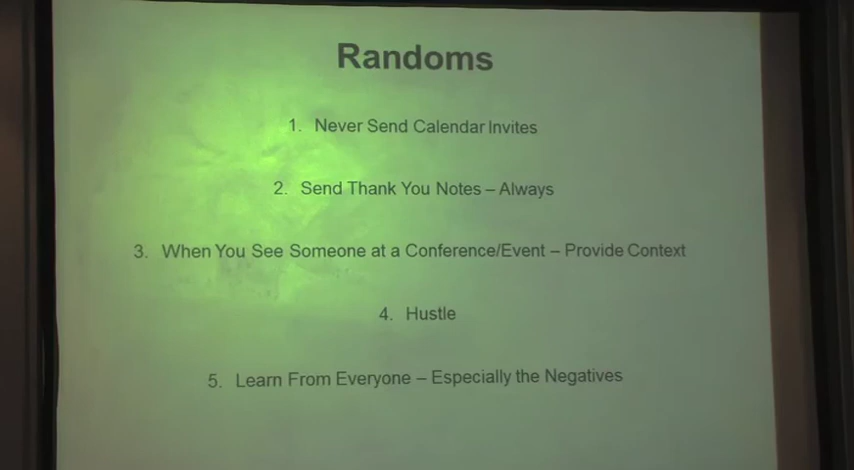 Randoms
1. Never Send Calendar Invites
2. Send Thank You Notes – Always
3. When You See Someone at a Conference/Event – Provide Context
4. Hustle
5. Learn From Everyone – Especially the Negatives